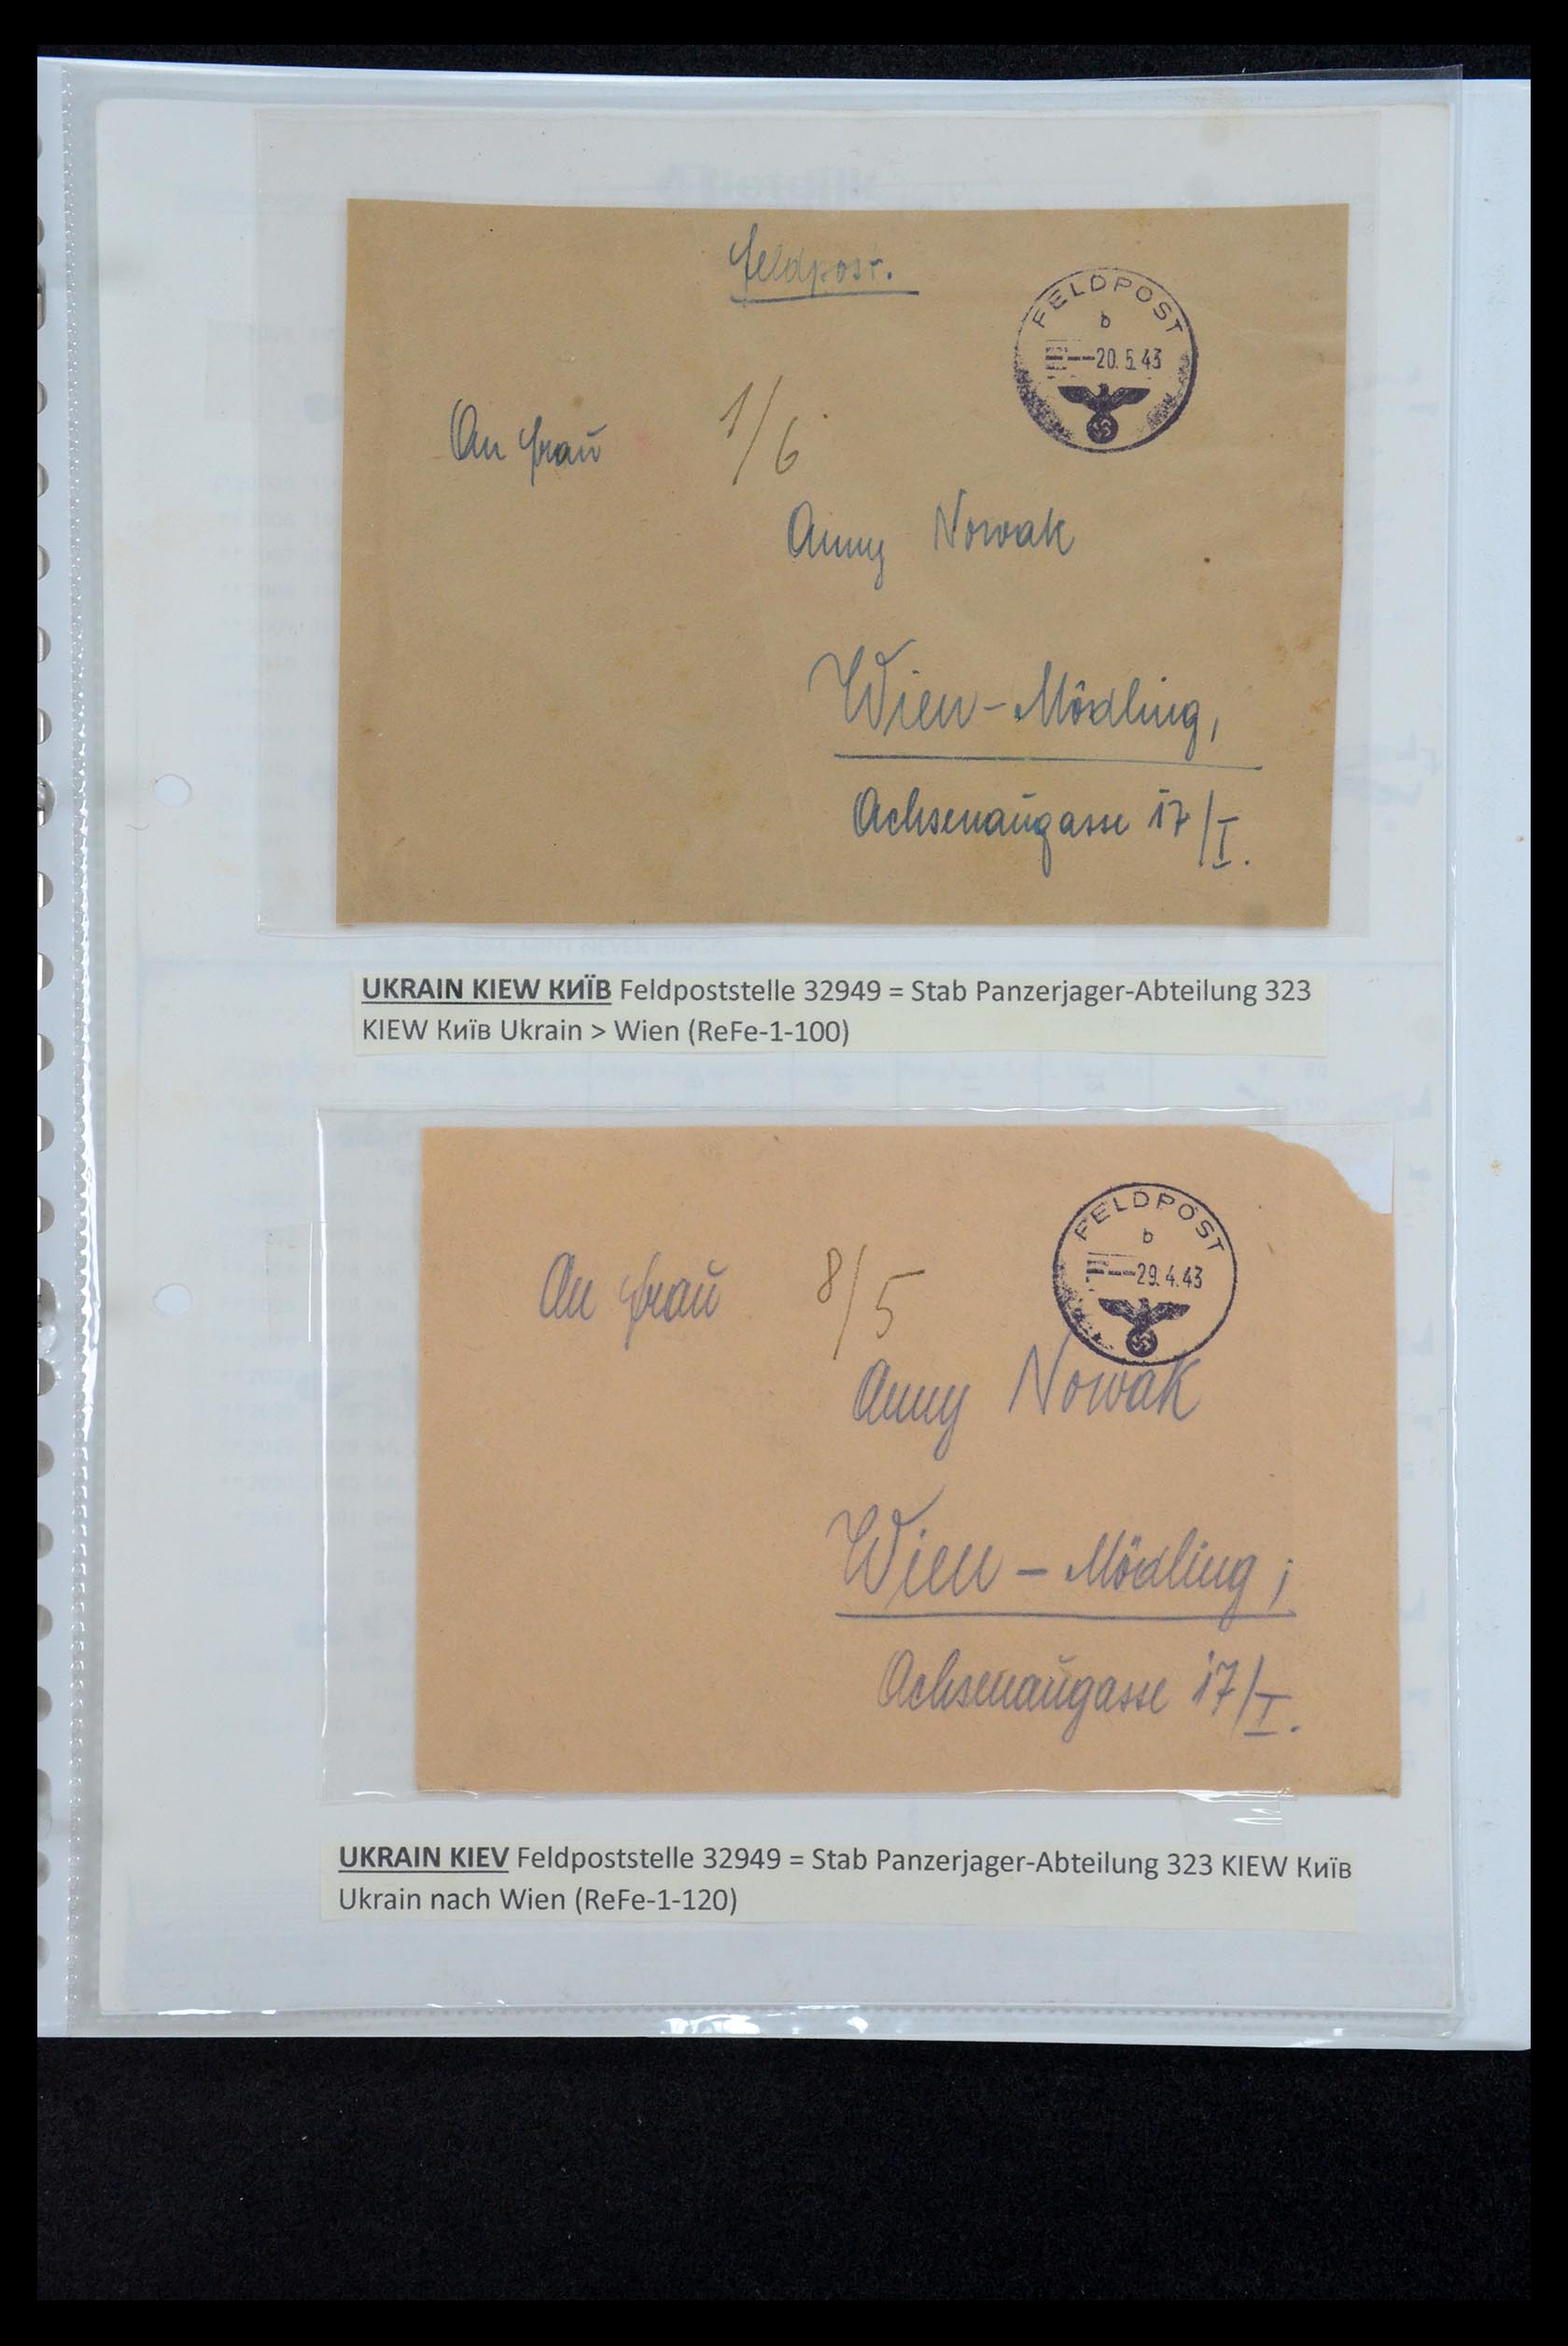 Feldpost.
FELDPOST
b
20.5.43
An Frau
1/6
Anny Nowak
Wien-Mödling,
Achsenaugasse 17/I.
UKRAIN KIEW КИЇВ Feldpoststelle 32949 = Stab Panzerjager-Abteilung 323
KIEW Київ Ukrain > Wien (ReFe-1-100)
FELDPOST
b
29.4.43
An Frau
8/5
Anny Nowak
Wien - Mödling ;
Achsenaugasse 17/I.
UKRAIN KIEV Feldpoststelle 32949 = Stab Panzerjager-Abteilung 323 KIEW Київ
Ukrain nach Wien (ReFe-1-120)